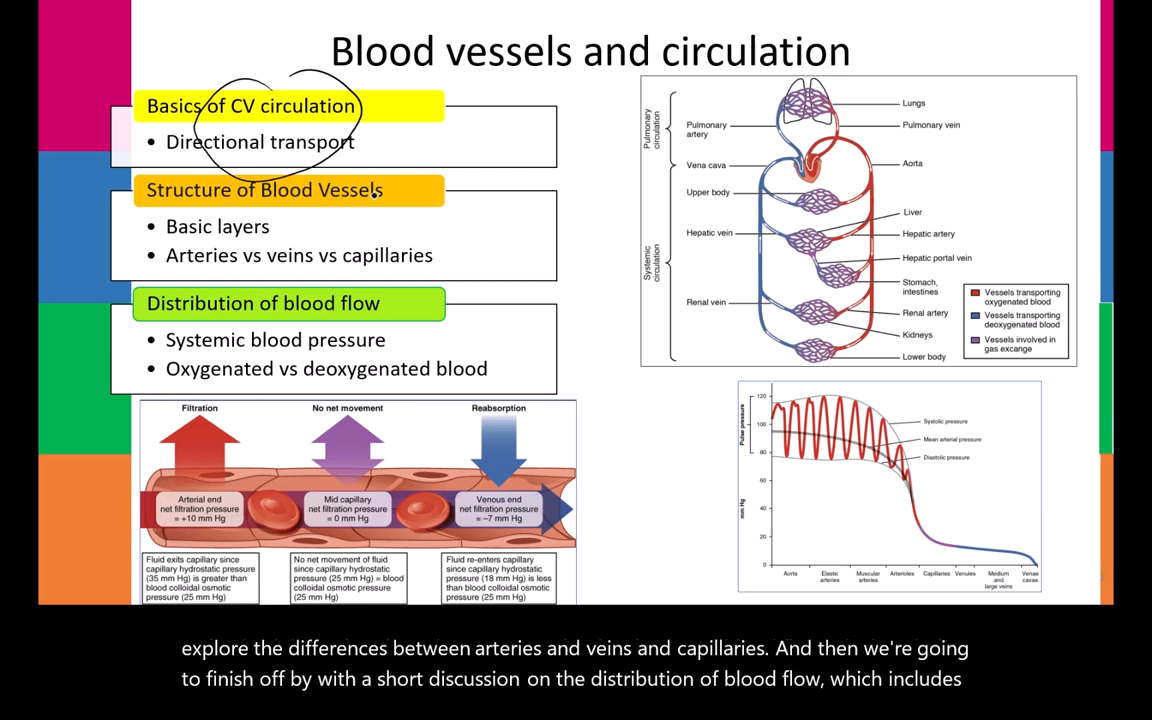 Blood vessels and circulation
Basics of CV circulation
• Directional transport
Structure of Blood Vessels
• Basic layers
• Arteries vs veins vs capillaries
Distribution of blood flow
• Systemic blood pressure
• Oxygenated vs deoxygenated blood
Pulmonary
circulation
Systemic
circulation
Pulmonary
artery
Vena cava
Upper body
Hepatic vein
Renal vein
Lungs
Pulmonary vein
Aorta
Liver
Hepatic artery
Hepatic portal vein
Stomach,
intestines
Renal artery
Kidneys
Lower body
Vessels transporting
oxygenated blood
Vessels transporting
deoxygenated blood
Vessels involved in
gas excange
Filtration
No net movement
Reabsorption
Arterial end
net filtration pressure
= +10 mm Hg
Mid capillary
net filtration pressure
= 0 mm Hg
Venous end
net filtration pressure
= –7 mm Hg
Fluid exits capillary since
capillary hydrostatic pressure
(35 mm Hg) is greater than
blood colloidal osmotic
pressure (25 mm Hg)
No net movement of fluid
since capillary hydrostatic
pressure (25 mm Hg) = blood
colloidal osmotic pressure
(25 mm Hg)
Fluid re-enters capillary
since capillary hydrostatic
pressure (18 mm Hg) is less
than blood colloidal osmotic
pressure (25 mm Hg)
Pulse pressure
mm Hg
120
100
80
60
40
20
0
Systolic pressure
Mean arterial pressure
Diastolic pressure
Aorta
Elastic
arteries
Muscular
arteries
Arterioles
Capillaries
Venules
Medium
and
large veins
Venae
cavae
explore the differences between arteries and veins and capillaries. And then we're going
to finish off by with a short discussion on the distribution of blood flow, which includes